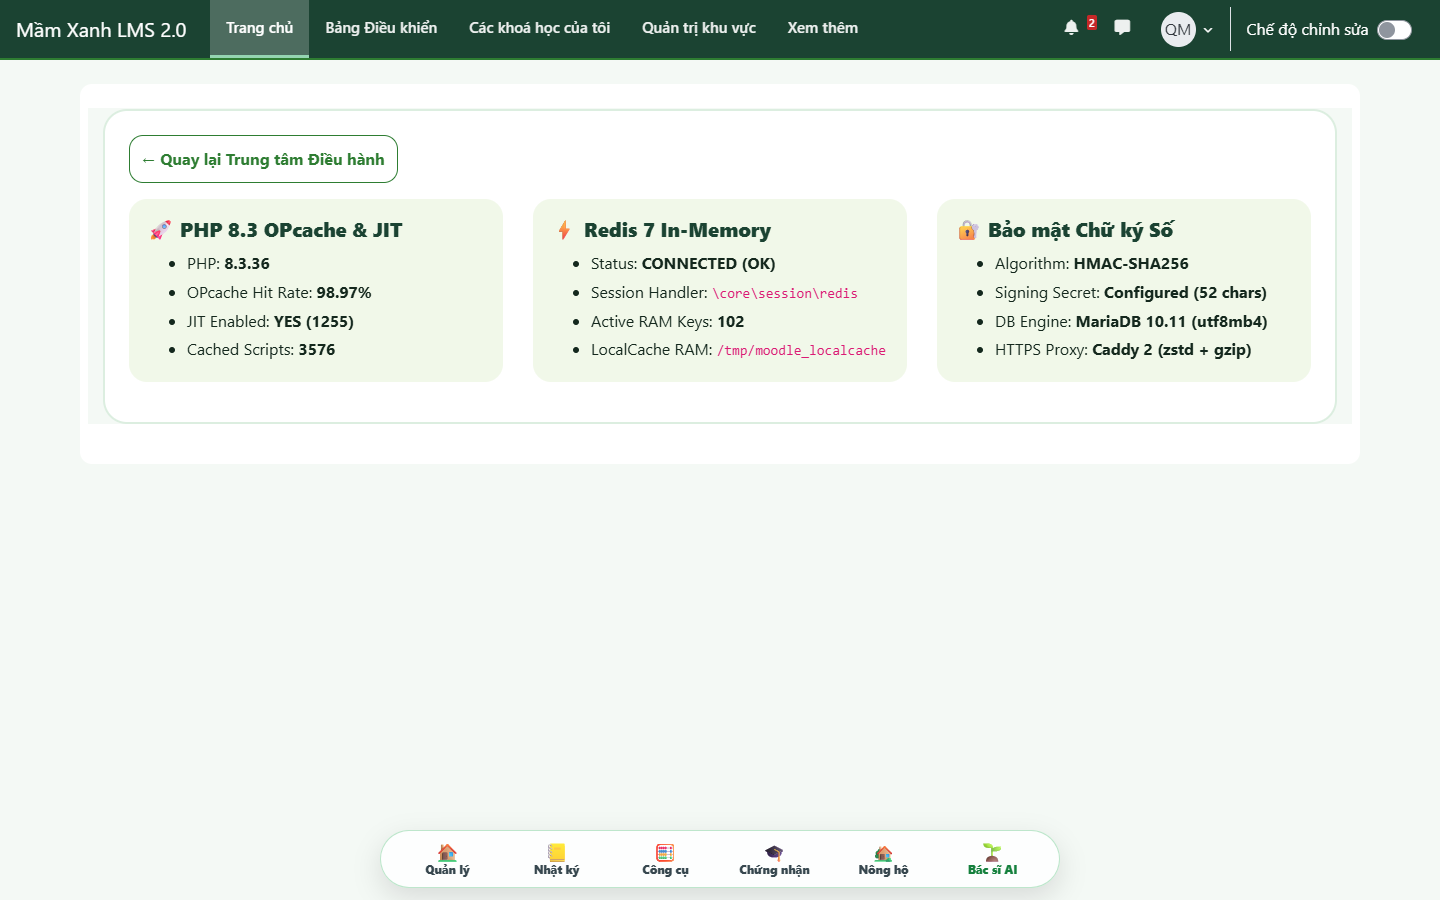 Mầm Xanh LMS 2.0
Trang chủ
Bảng Điều khiển
Các khoá học của tôi
Quản trị khu vực
Xem thêm
2
QM
Chế độ chỉnh sửa
← Quay lại Trung tâm Điều hành
PHP 8.3 OPcache & JIT
PHP: 8.3.36
OPcache Hit Rate: 98.97%
JIT Enabled: YES (1255)
Cached Scripts: 3576
Redis 7 In-Memory
Status: CONNECTED (OK)
Session Handler: \core\session\redis
Active RAM Keys: 102
LocalCache RAM: /tmp/moodle_localcache
Bảo mật Chữ ký Số
Algorithm: HMAC-SHA256
Signing Secret: Configured (52 chars)
DB Engine: MariaDB 10.11 (utf8mb4)
HTTPS Proxy: Caddy 2 (zstd + gzip)
Quản lý
Nhật ký
Công cụ
Chứng nhận
Nông hộ
Bác sĩ AI